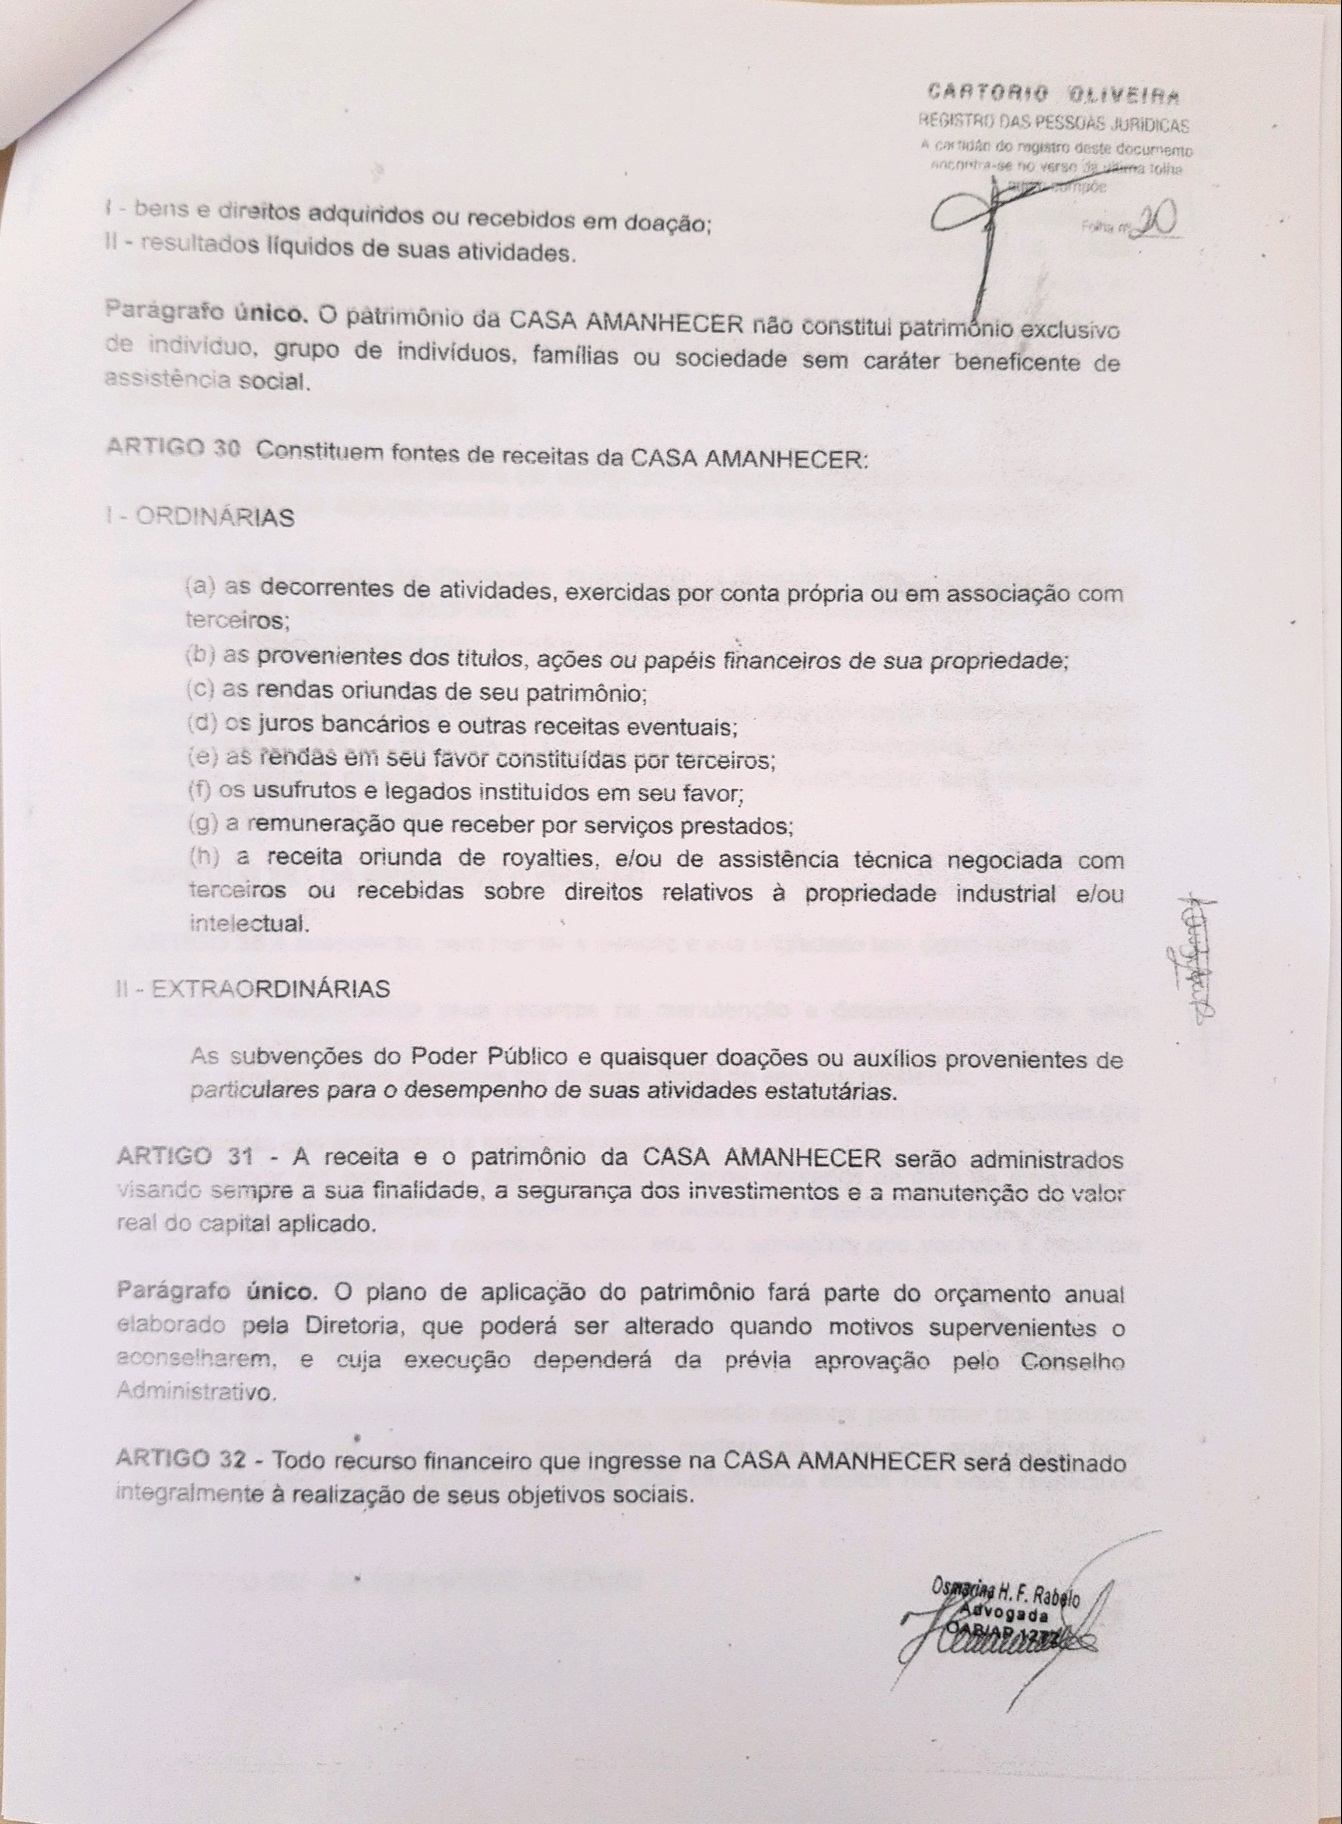 CARTORIO OLIVEIRA
REGISTRO DAS PESSOAS JURIDICAS
A certidão do registro deste documento
encontra-se no verso da última folha
compõe
Folha nº 20
I - bens e direitos adquiridos ou recebidos em doação;
II - resultados líquidos de suas atividades.
Parágrafo único. O patrimônio da CASA AMANHECER não constitui patrimônio exclusivo
de indivíduo, grupo de indivíduos, famílias ou sociedade sem caráter beneficente de
assistência social.
ARTIGO 30 Constituem fontes de receitas da CASA AMANHECER:
I - ORDINÁRIAS
(a) as decorrentes de atividades, exercidas por conta própria ou em associação com
terceiros;
(b) as provenientes dos títulos, ações ou papéis financeiros de sua propriedade;
(c) as rendas oriundas de seu patrimônio;
(d) os juros bancários e outras receitas eventuais;
(e) as rendas em seu favor constituídas por terceiros;
(f) os usufrutos e legados instituídos em seu favor;
(g) a remuneração que receber por serviços prestados;
(h) a receita oriunda de royalties, e/ou de assistência técnica negociada com
terceiros ou recebidas sobre direitos relativos à propriedade industrial e/ou
intelectual.
II - EXTRAORDINÁRIAS
As subvenções do Poder Público e quaisquer doações ou auxílios provenientes de
particulares para o desempenho de suas atividades estatutárias.
ARTIGO 31 - A receita e o patrimônio da CASA AMANHECER serão administrados
visando sempre a sua finalidade, a segurança dos investimentos e a manutenção do valor
real do capital aplicado.
Parágrafo único. O plano de aplicação do patrimônio fará parte do orçamento anual
elaborado pela Diretoria, que poderá ser alterado quando motivos supervenientes o
aconselharem, e cuja execução dependerá da prévia aprovação pelo Conselho
Administrativo.
ARTIGO 32 - Todo recurso financeiro que ingresse na CASA AMANHECER será destinado
integralmente à realização de seus objetivos sociais.
Osmarina H. F. Rabelo
Advogada
OAB/AP